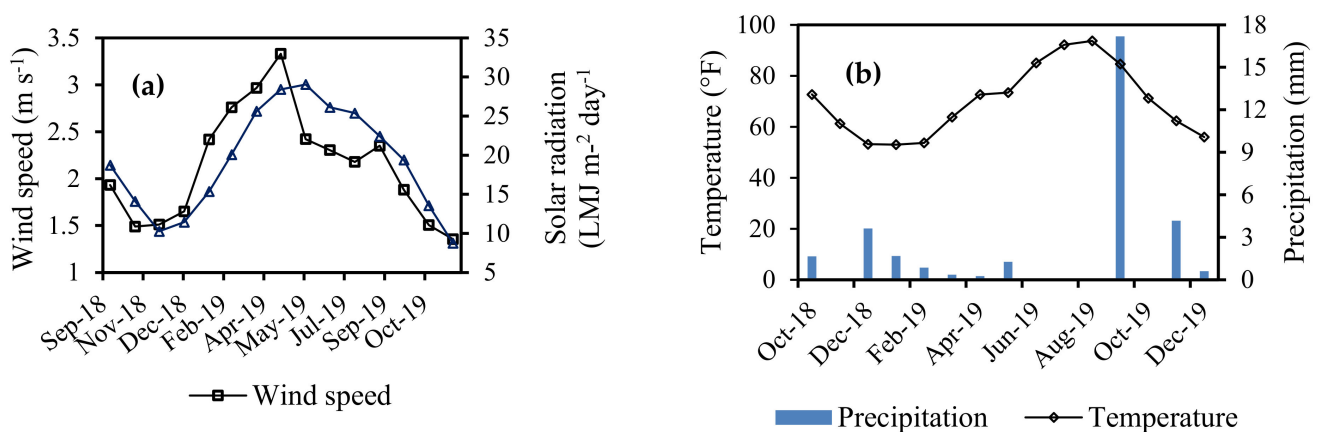 (a)
Wind speed (m s-1)
3.5
3
2.5
2
1.5
1
35
30
25
20
15
10
5
Solar radiation
(LMJ m-2 day-1
Sep-18
Nov-18
Dec-18
Feb-19
Apr-19
May-19
Jul-19
Sep-19
Oct-19
Wind speed
(b)
Temperature (°F)
100
80
60
40
20
0
18
15
12
9
6
3
0
Precipitation (mm)
Oct-18
Dec-18
Feb-19
Apr-19
Jun-19
Aug-19
Oct-19
Dec-19
Precipitation
Temperature